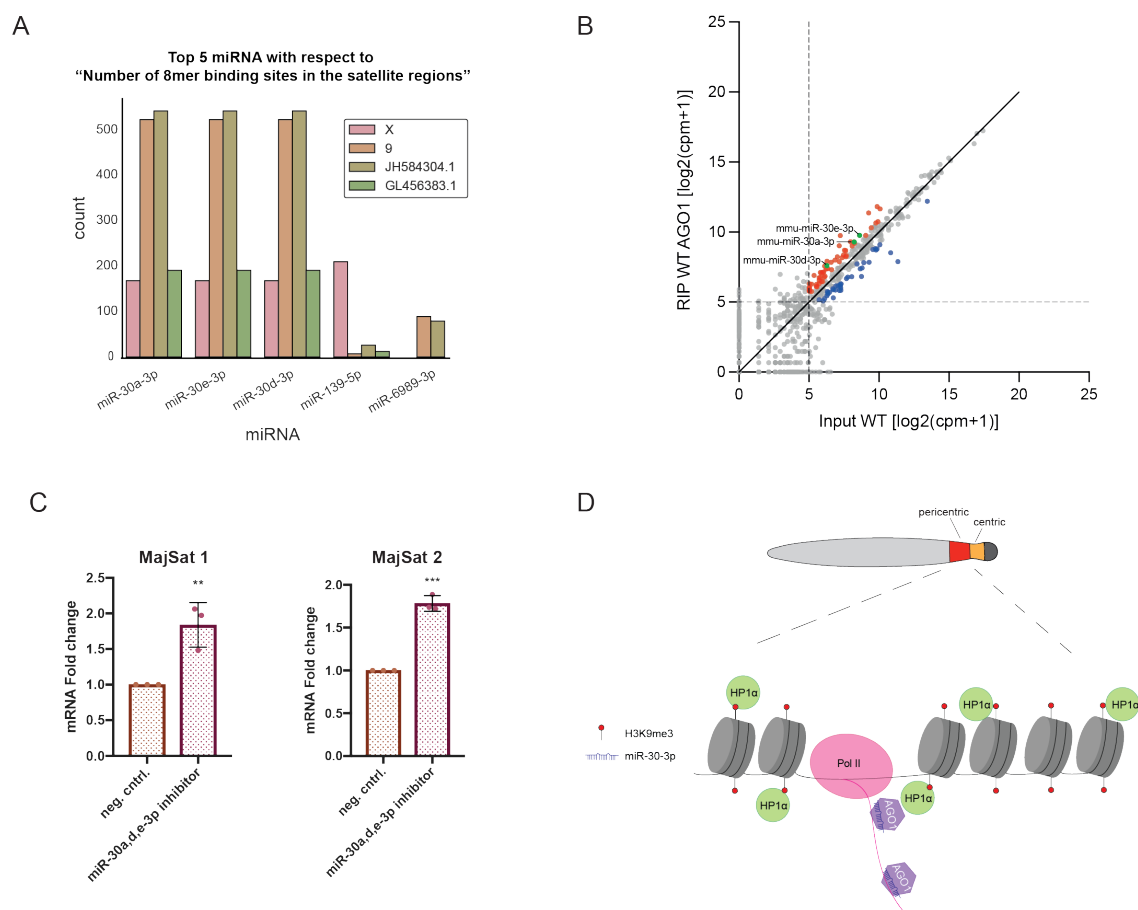 A
Top 5 miRNA with respect to
“Number of 8mer binding sites in the satellite regions”
X
9
JH584304.1
GL456383.1
500
400
300
200
100
0
count
miR-30a-3p
miR-30e-3p
miR-30d-3p
miR-139-5p
miR-6989-3p
miRNA
B
25
20
15
10
5
0
RIP WT AGO1 [log2(cpm+1)]
mmu-miR-30e-3p
mmu-miR-30a-3p
mmu-miR-30d-3p
0 5 10 15 20 25
Input WT [log2(cpm+1)]
C
MajSat 1
**
2.5
2.0
1.5
1.0
0.5
0.0
mRNA Fold change
neg. cntrl.
miR-30a,d,e-3p inhibitor
MajSat 2
***
2.0
1.5
1.0
0.5
0.0
mRNA Fold change
neg. cntrl.
miR-30a,d,e-3p inhibitor
D
pericentric
centric
H3K9me3
miR-30-3p
HP1α
HP1α
HP1α
Pol II
HP1α
HP1α
AGO1
AGO1